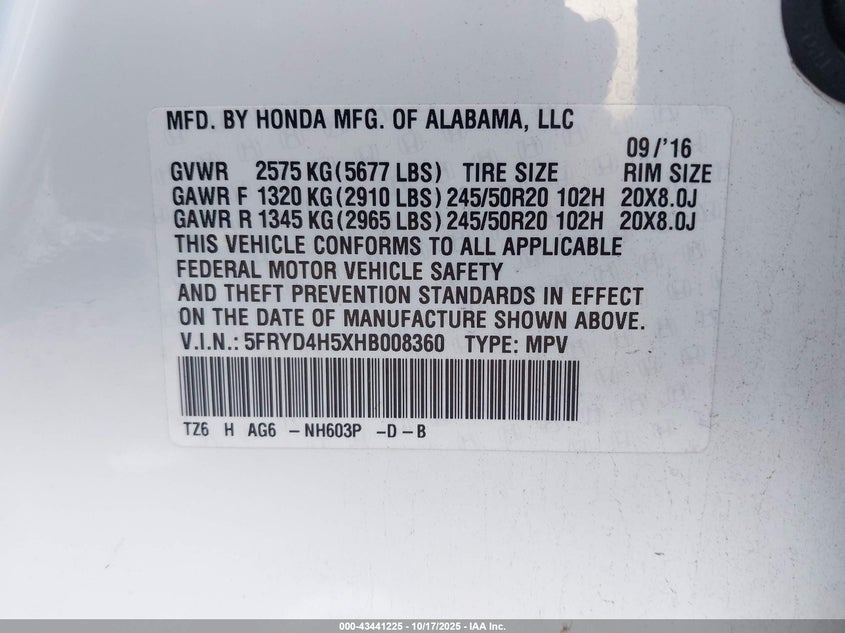 MFD. BY HONDA MFG. OF ALABAMA, LLC
09/'16
GVWR 2575 KG(5677 LBS) TIRE SIZE RIM SIZE
GAWR F 1320 KG(2910 LBS) 245/50R20 102H 20X8.0J
GAWR R 1345 KG(2965 LBS) 245/50R20 102H 20X8.0J
THIS VEHICLE CONFORMS TO ALL APPLICABLE
FEDERAL MOTOR VEHICLE SAFETY
AND THEFT PREVENTION STANDARDS IN EFFECT
ON THE DATE OF MANUFACTURE SHOWN ABOVE.
V.I.N.: 5FRYD4H5XHB008360 TYPE: MPV
TZ6 H AG6 -NH603P -D-B
000-43441225 - 10/17/2025 - IAA Inc.